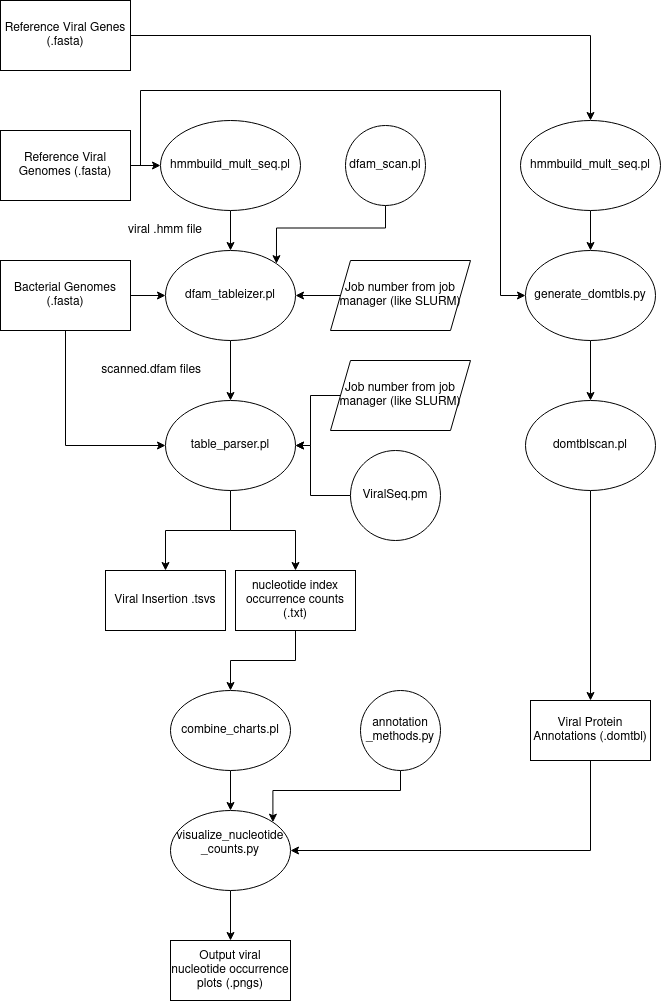 Reference Viral Genes
(.fasta)
Reference Viral
Genomes (.fasta)
hmmbuild_mult_seq.pl
dfam_scan.pl
hmmbuild_mult_seq.pl
viral .hmm file
Bacterial Genomes
(.fasta)
dfam_tableizer.pl
Job number from job
manager (like SLURM)
generate_domtbls.py
scanned.dfam files
Job number from job
manager (like SLURM)
table_parser.pl
domtblscan.pl
ViralSeq.pm
Viral Insertion .tsvs
nucleotide index
occurrence counts
(.txt)
combine_charts.pl
annotation
_methods.py
Viral Protein
Annotations (.domtbl)
visualize_nucleotide
_counts.py
Output viral
nucleotide occurrence
plots (.pngs)